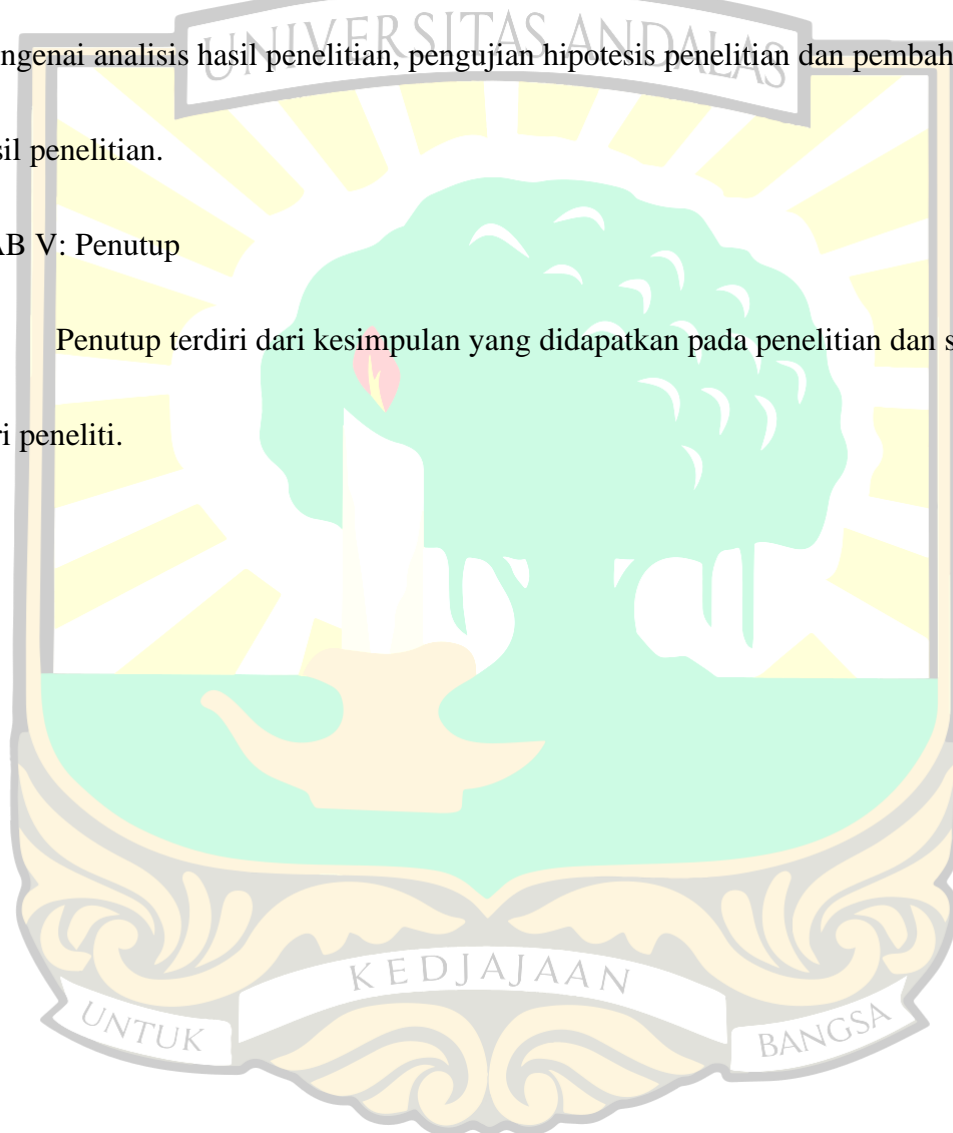 UNIVERSITAS ANDALAS
ngenai analisis hasil penelitian, pengujian hipotesis penelitian dan pembah
sil penelitian.
AB V: Penutup
Penutup terdiri dari kesimpulan yang didapatkan pada penelitian dan s
ri peneliti.
KEDJAJAAN
UNTUK
BANGSA